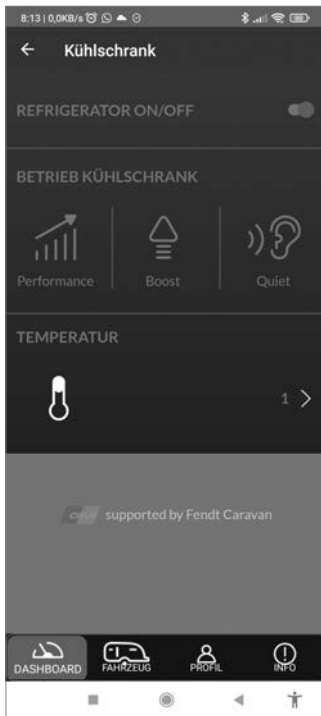 8:13 | 0,0KB/s
Kühlschrank
REFRIGERATOR ON/OFF
BETRIEB KÜHLSCHRANK
Performance Boost Quiet
TEMPERATUR
1
supported by Fendt Caravan
DASHBOARD FAHRZEUG PROFIL INFO